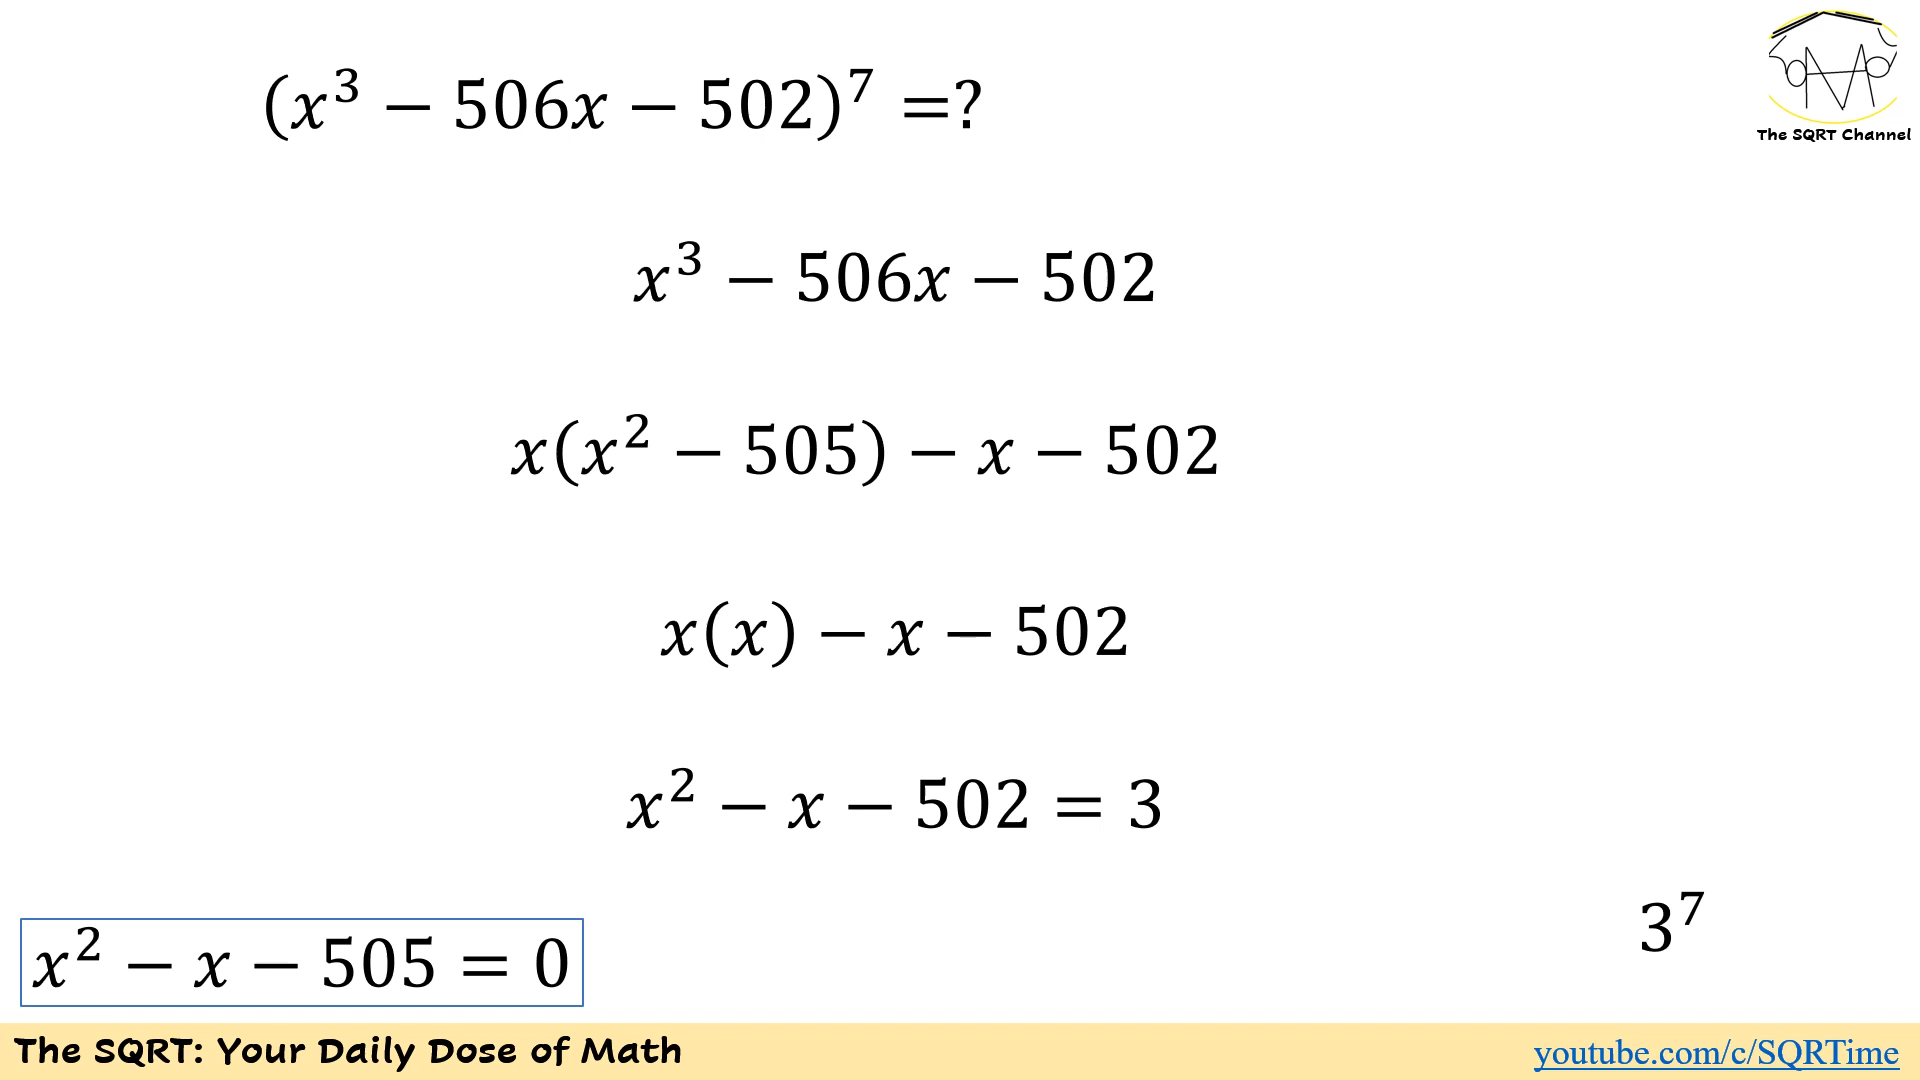 (x³ − 506x − 502)⁷ =?
The SQRT Channel
x³ − 506x − 502
x(x² − 505) − x − 502
x(x) − x − 502
x² − x − 502 = 3
3⁷
x² − x − 505 = 0
The SQRT: Your Daily Dose of Math
youtube.com/c/SQRTime